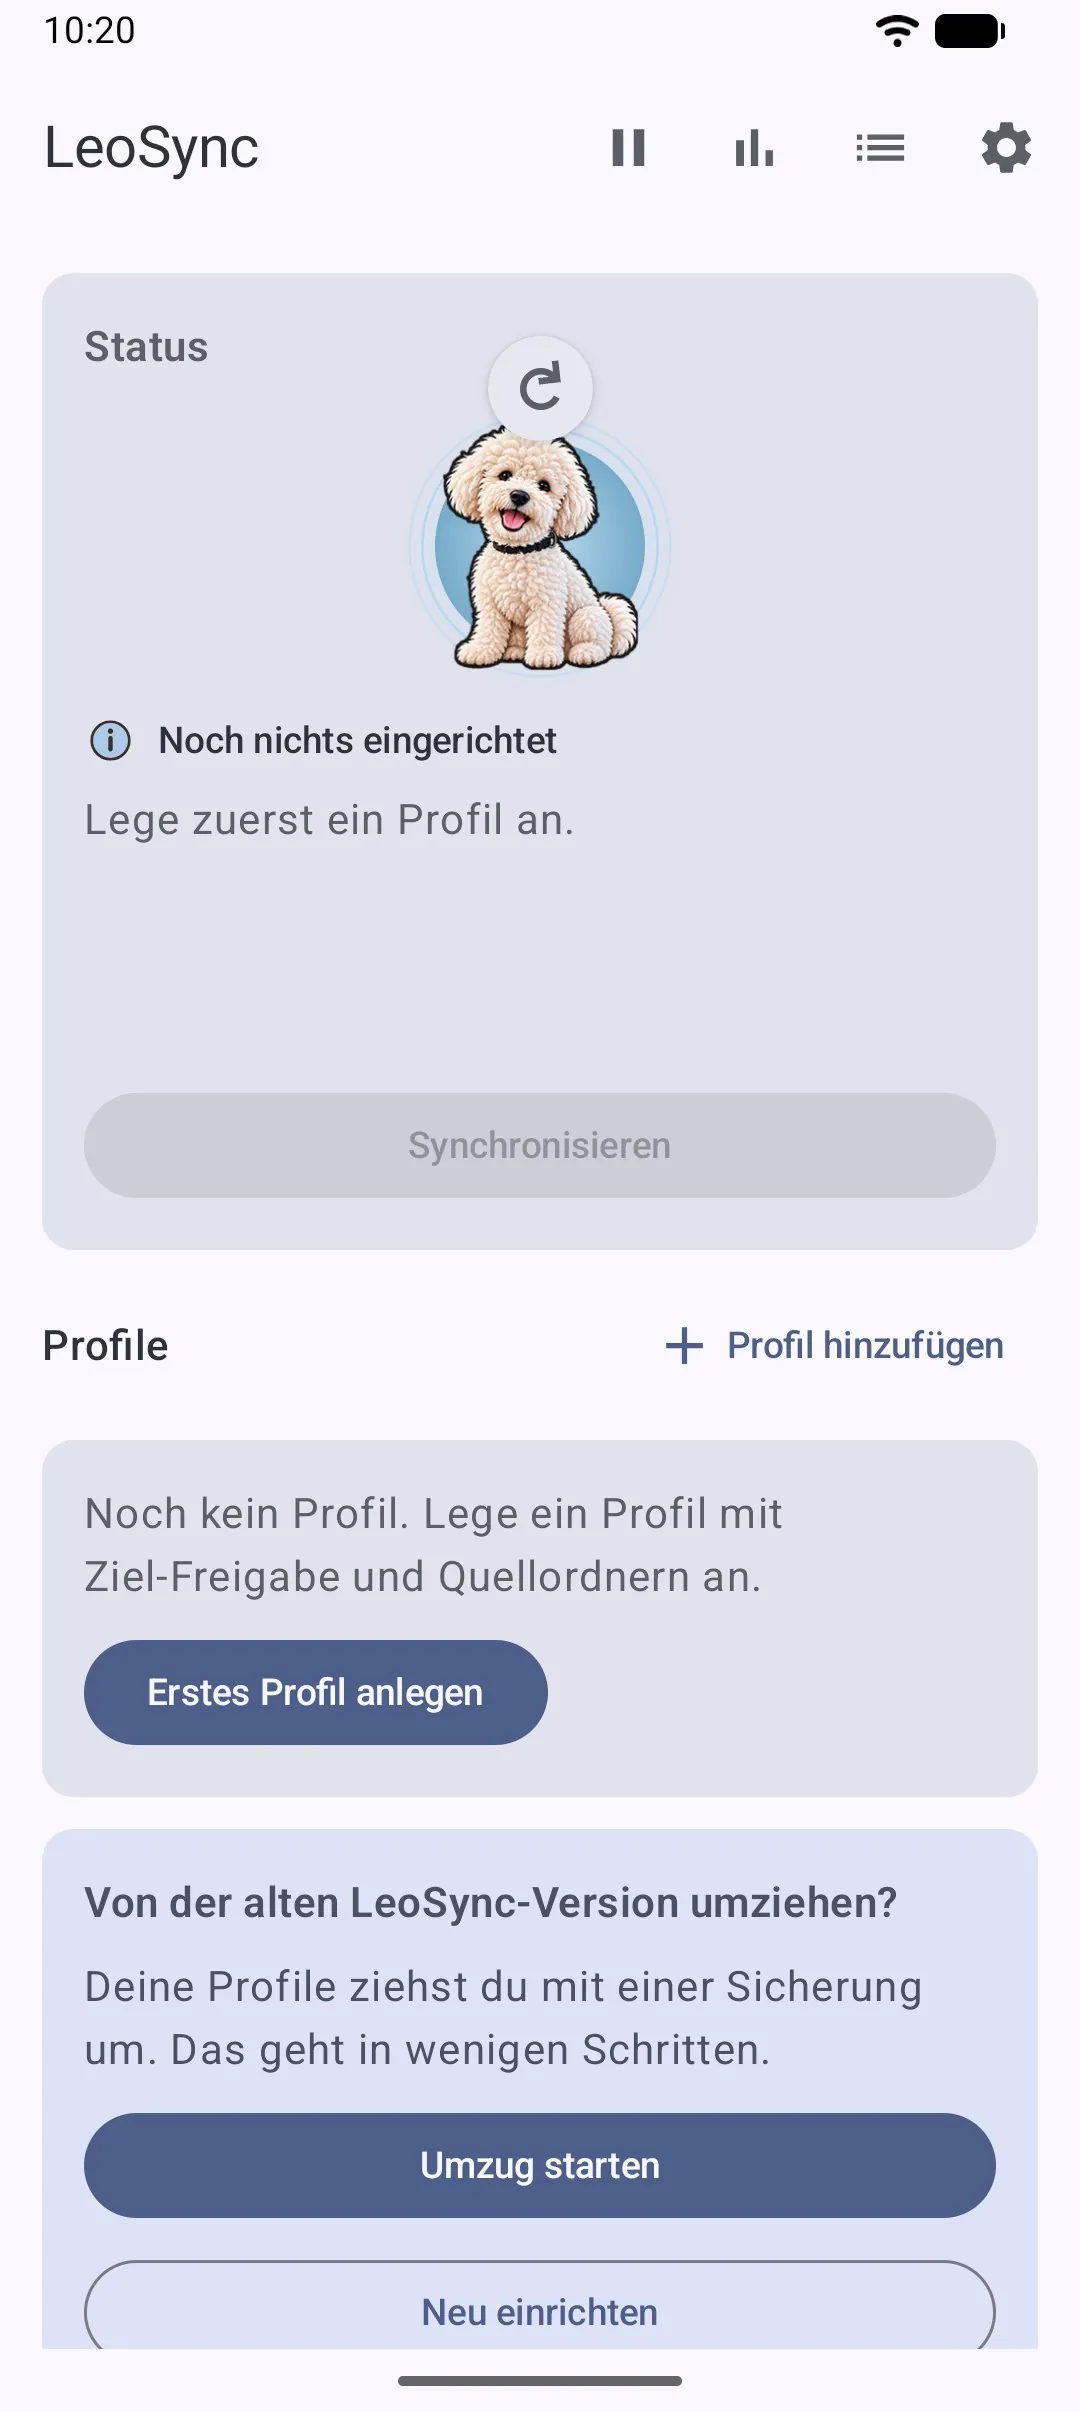 10:20
LeoSync
Status
Noch nichts eingerichtet
Lege zuerst ein Profil an.
Synchronisieren
Profile
Profil hinzufügen
Noch kein Profil. Lege ein Profil mit
Ziel-Freigabe und Quellordnern an.
Erstes Profil anlegen
Von der alten LeoSync-Version umziehen?
Deine Profile ziehst du mit einer Sicherung
um. Das geht in wenigen Schritten.
Umzug starten
Neu einrichten